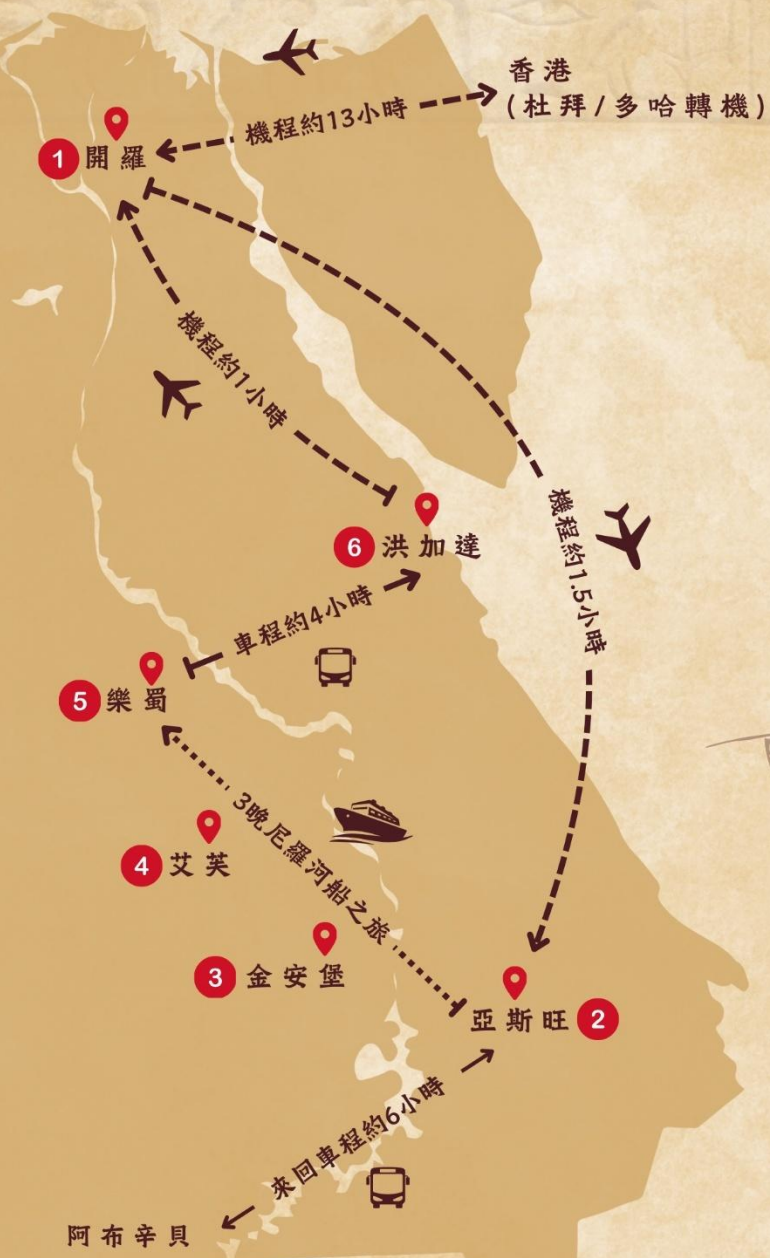 香港
(杜拜/多哈轉機)
機程約13小時
1 開羅
機程約1小時
機程約1.5小時
6 洪加達
車程約4小時
5 樂蜀
3晚尼羅河船之旅
4 艾芙
3 金安堡
亞斯旺 2
來回車程約6小時
阿布辛貝